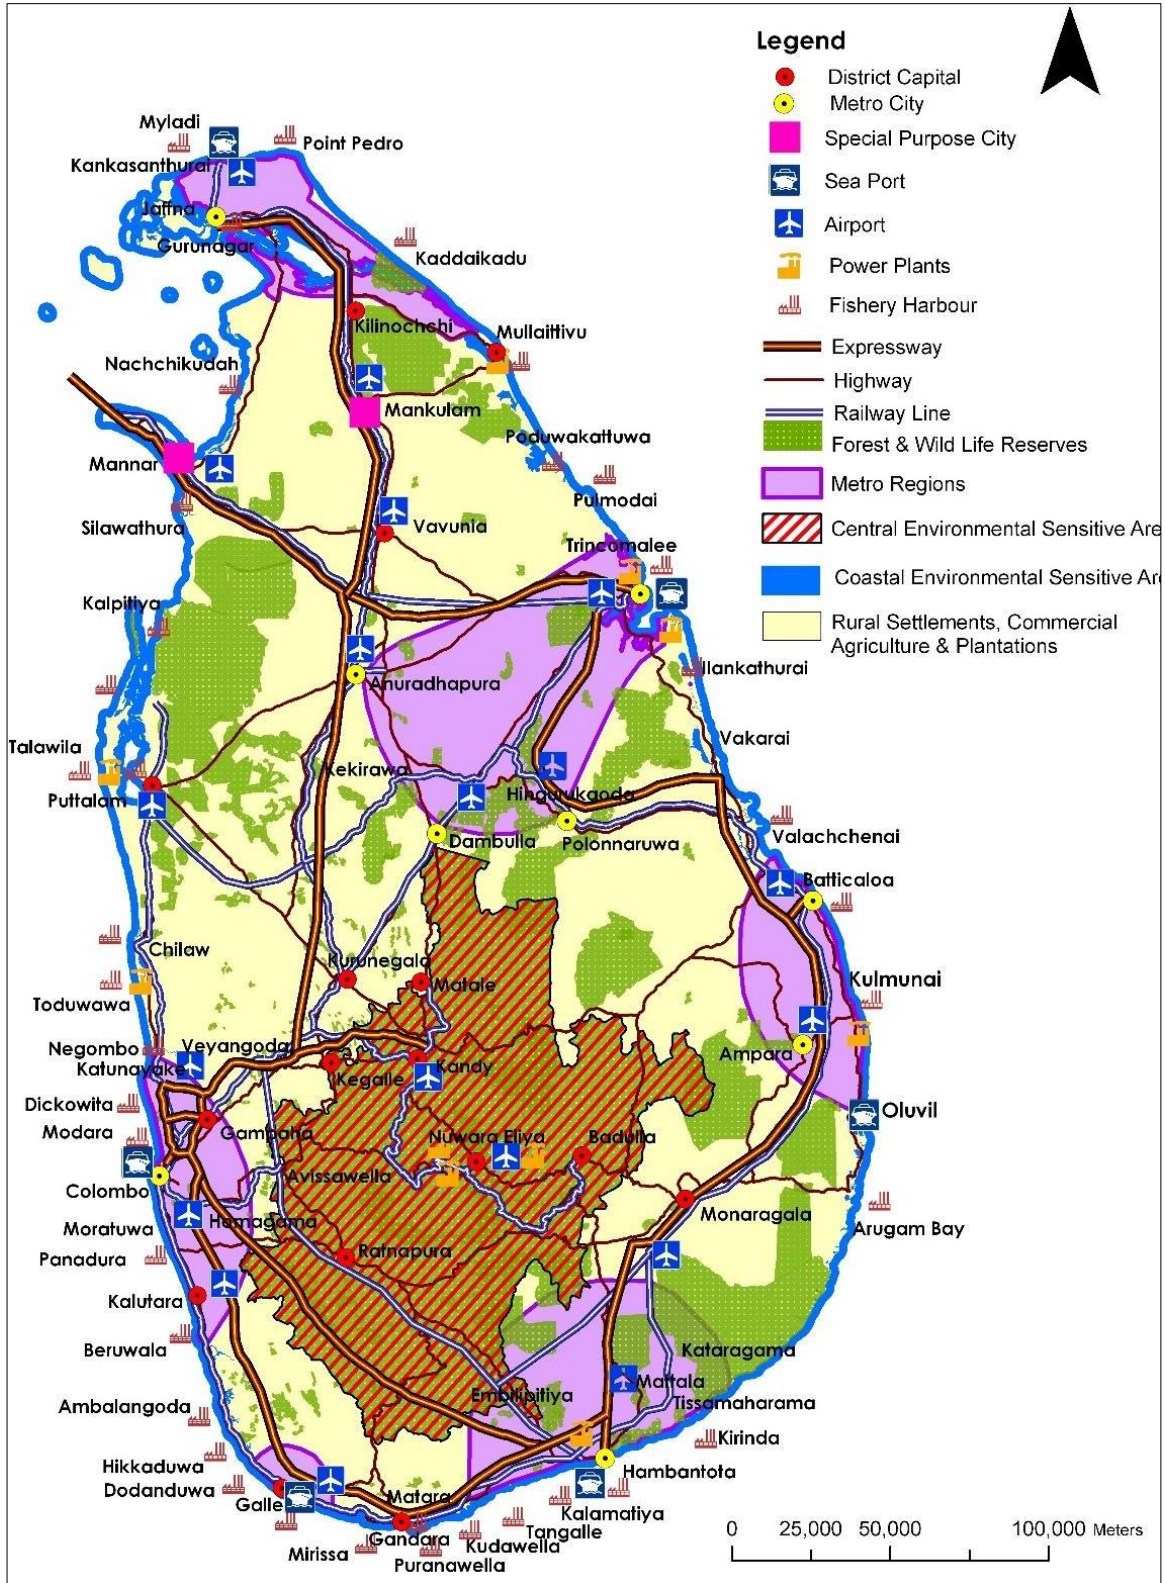 Legend
District Capital
Metro City
Special Purpose City
Sea Port
Airport
Power Plants
Fishery Harbour
Expressway
Highway
Railway Line
Forest & Wild Life Reserves
Metro Regions
Central Environmental Sensitive Are
Coastal Environmental Sensitive Ar
Rural Settlements, Commercial
Agriculture & Plantations
Myladi
Point Pedro
Kankasanthurai
Jaffna
Gurunagar
Kaddaikadu
Kilinochchi
Mullaittivu
Nachchikudah
Mankulam
Poduwakattuwa
Mannar
Pulmodai
Silawathura
Vavunia
Trincomalee
Kalpitiya
Illankathurai
Anuradhapura
Vakarai
Talawila
Kekirawa
Puttalam
Hingurukgoda
Dambulla
Polonnaruwa
Valachchenai
Batticaloa
Chilaw
Kurunegala
Matale
Kulmunai
Toduwawa
Negombo
Veyangoda
Katunayake
Kegalle
Kandy
Ampara
Dickowita
Oluvil
Modara
Gampaha
Nuwara Eliya
Badulla
Avissawella
Colombo
Monaragala
Moratuwa
Homagama
Arugam Bay
Panadura
Ratnapura
Kalutara
Beruwala
Kataragama
Embilipitiya
Mattala
Tissamaharama
Ambalangoda
Kirinda
Hikkaduwa
Hambantota
Dodanduwa
Galle
Matara
Kalamatiya
Gandara
Tangalle
Kudawella
Mirissa
Puranawella
0 25,000 50,000 100,000 Meters